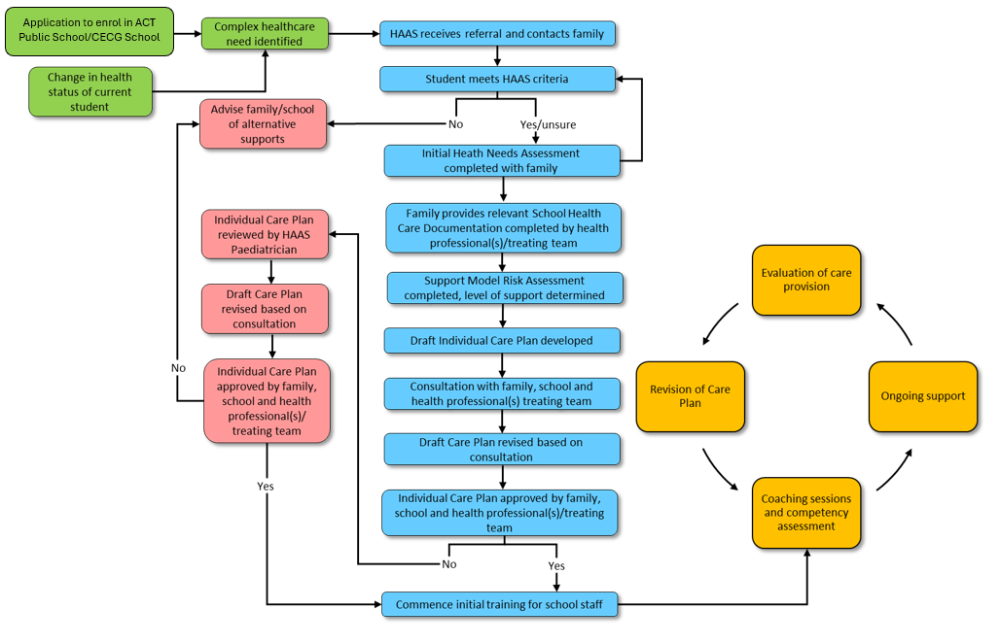 Application to enrol in ACT
Public School/CECG School
Complex healthcare
need identified
HAAS receives referral and contacts family
Change in health
status of current
student
Student meets HAAS criteria
Advise family/school
of alternative
supports
No
Yes/unsure
Initial Heath Needs Assessment
completed with family
Family provides relevant School Health
Care Documentation completed by health
professional(s)/treating team
Support Model Risk Assessment
completed, level of support determined
Draft Individual Care Plan developed
Consultation with family, school and
health professional(s) treating team
Draft Care Plan revised based on
consultation
Individual Care Plan approved by family,
school and health professional(s)/treating
team
No
Yes
Individual Care Plan
reviewed by HAAS
Paediatrician
Draft Care Plan
revised based on
consultation
Individual Care Plan
approved by family,
school and health
professional(s)/
treating team
No
Yes
Commence initial training for school staff
Evaluation of care
provision
Revision of Care
Plan
Ongoing support
Coaching sessions
and competency
assessment